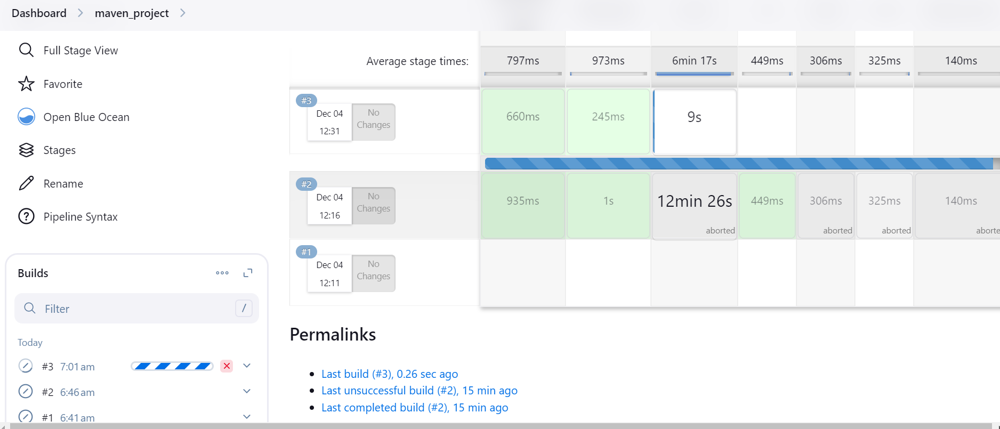 Dashboard > maven_project >
Full Stage View
Favorite
Open Blue Ocean
Stages
Rename
Pipeline Syntax
Builds
Filter /
Today
#3 7:01 am
#2 6:46 am
#1 6:41 am
Average stage times: 797ms 973ms 6min 17s 449ms 306ms 325ms 140ms
#3
Dec 04
12:31
No
Changes
660ms 245ms 9s
#2
Dec 04
12:16
No
Changes
935ms 1s 12min 26s 449ms 306ms 325ms 140ms
aborted aborted aborted aborte
#1
Dec 04
12:11
No
Changes
Permalinks
• Last build (#3), 0.26 sec ago
• Last unsuccessful build (#2), 15 min ago
• Last completed build (#2), 15 min ago